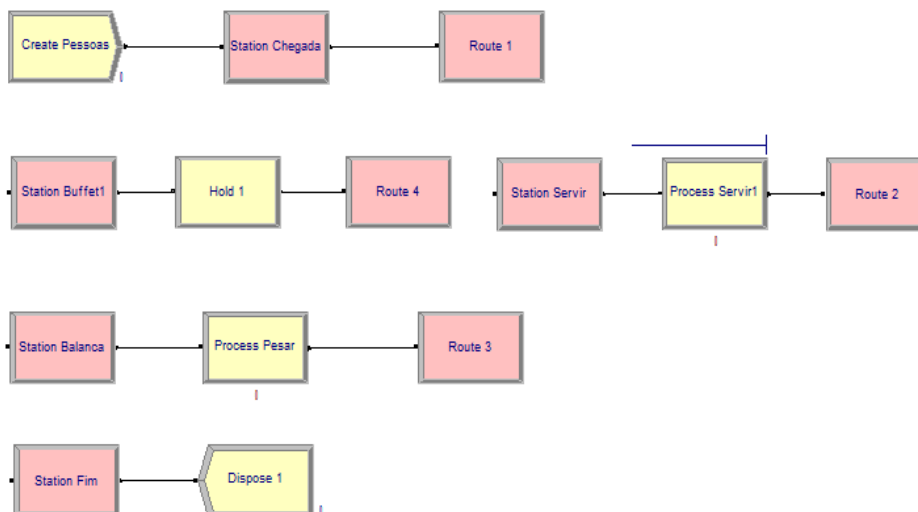 Create Pessoas
Station Chegada
Route 1
Station Buffet1
Hold 1
Route 4
Station Servir
Process Servir1
Route 2
Station Balanca
Process Pesar
Route 3
Station Fim
Dispose 1